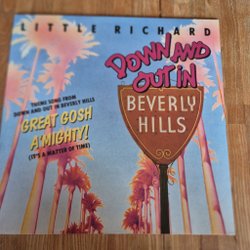 LITTLE RICHARD
DOWN AND
OUT IN
BEVERLY
HILLS
THEME SONG FROM
DOWN AND OUT IN BEVERLY HILLS
GREAT GOSH
A'MIGHTY!
(IT'S A MATTER OF TIME)